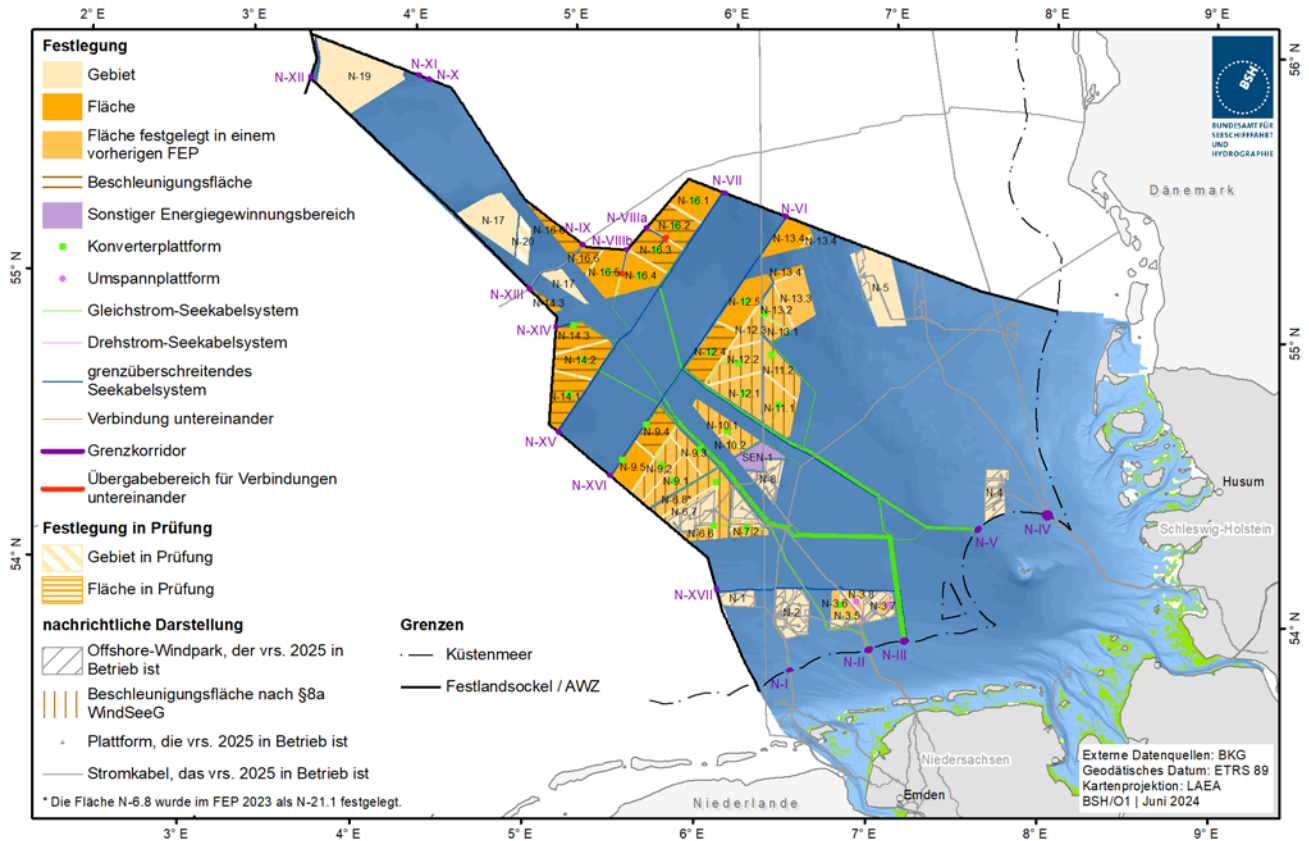 2° E
3° E
4° E
5° E
6° E
7° E
8° E
9° E
Festlegung
Gebiet
Fläche
Fläche festgelegt in einem
vorherigen FEP
Beschleunigungsfläche
Sonstiger Energiegewinnungsbereich
Konverterplattform
Umspannplattform
Gleichstrom-Seekabelsystem
Drehstrom-Seekabelsystem
grenzüberschreitendes
Seekabelsystem
Verbindung untereinander
Grenzkorridor
Übergabebereich für Verbindungen
untereinander
Festlegung in Prüfung
Gebiet in Prüfung
Fläche in Prüfung
nachrichtliche Darstellung
Offshore-Windpark, der vrs. 2025 in
Betrieb ist
Beschleunigungsfläche nach §8a
WindSeeG
Plattform, die vrs. 2025 in Betrieb ist
Stromkabel, das vrs. 2025 in Betrieb ist
* Die Fläche N-6.8 wurde im FEP 2023 als N-21.1 festgelegt.
Grenzen
Küstenmeer
Festlandsockel / AWZ
BSH
BUNDESAMT FÜR
SEESCHIFFFAHRT
UND
HYDROGRAPHIE
56° N
55° N
55° N
54° N
54° N
N-XII
N-19
N-XI
N-X
N-17
N-20
N-IX
N-VIIIa
N-VIIIb
N-VII
N-VI
N-16.1
N-16.2
N-16.3
N-16.6
N-16.5
N-16.4
N-13.4
N-13.4
N-13.4
N-5
N-17
N-XIII
N-14.3
N-XIV
N-14.3
N-14.2
N-14.1
N-XV
N-12.5
N-13.3
N-13.2
N-12.3
N-13.1
N-12.4
N-12.2
N-11.2
N-12.1
N-11.1
N-10.1
N-10.2
N-9.4
N-9.3
N-9.5
N-9.2
N-9.1
N-XVI
SEN-1
N-8
N-6.8*
N-6.7
N-6.6
N-7.2
N-4
N-IV
N-V
N-XVII
N-1
N-2
N-3.8
N-3.6
N-3.7
N-3.5
N-I
N-II
N-III
Dänemark
Husum
Schleswig-Holstein
Niedersachsen
Emden
Niederlande
Externe Datenquellen: BKG
Geodätisches Datum: ETRS 89
Kartenprojektion: LAEA
BSH/O1 | Juni 2024
3° E
4° E
5° E
6° E
7° E
8° E
9° E